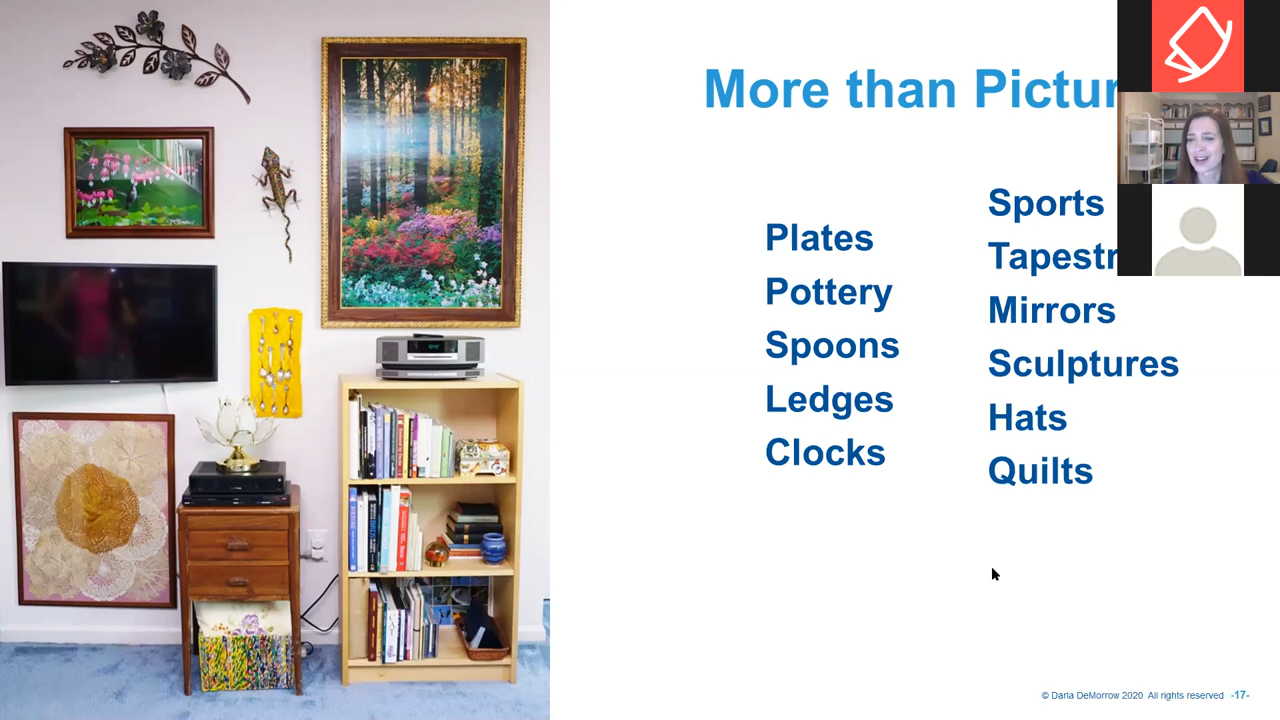 More than Pictur
Plates
Pottery
Spoons
Ledges
Clocks
Sports
Tapestr
Mirrors
Sculptures
Hats
Quilts
© Darla DeMorrow 2020 All rights reserved -17-